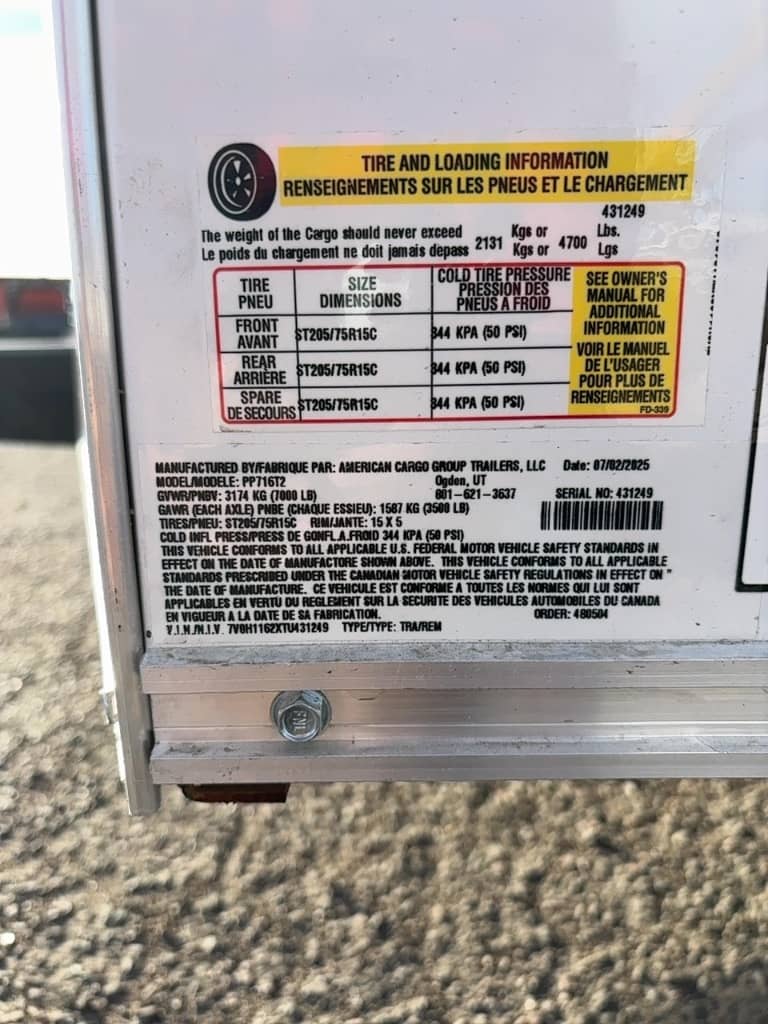 TIRE AND LOADING INFORMATION
RENSEIGNEMENTS SUR LES PNEUS ET LE CHARGEMENT
431249
The weight of the Cargo should never exceed Kgs or Lbs.
Le poids du chargement ne doit jamais depass 2131 Kgs or 4700 Lgs
TIRE PNEU SIZE DIMENSIONS COLD TIRE PRESSURE PRESSION DES PNEUS A FROID
FRONT AVANT ST205/75R15C 344 KPA (50 PSI)
REAR ARRIÈRE ST205/75R15C 344 KPA (50 PSI)
SPARE DE SECOURS ST205/75R15C 344 KPA (50 PSI)
SEE OWNER'S
MANUAL FOR
ADDITIONAL
INFORMATION
VOIR LE MANUEL
DE L'USAGER
POUR PLUS DE
RENSEIGNEMENTS
FD-339
MANUFACTURED BY/FABRIQUE PAR: AMERICAN CARGO GROUP TRAILERS, LLC Date: 07/02/2025
MODEL/MODELE: PP716T2 Ogden, UT
GVWR/PNBV: 3174 KG (7000 LB) 801-621-3637 SERIAL NO: 431249
GAWR (EACH AXLE) PNBE (CHAQUE ESSIEU): 1587 KG (3500 LB)
TIRES/PNEU: ST205/75R15C RIM/JANTE: 15 X 5
COLD INFL PRESS/PRESS DE GONFL.A.FROID 344 KPA (50 PSI)
THIS VEHICLE CONFORMS TO ALL APPLICABLE U.S. FEDERAL MOTOR VEHICLE SAFETY STANDARDS IN
EFFECT ON THE DATE OF MANUFACTORE SHOWN ABOVE. THIS VEHICLE CONFORMS TO ALL APPLICABLE
STANDARDS PRESCRIBED UNDER THE CANADIAN MOTOR VEHICLE SAFETY REGULATIONS IN EFFECT ON "
THE DATE OF MANUFACTURE. CE VEHICULE EST CONFORME A TOUTES LES NORMES QUI LUI SONT
APPLICABLES EN VERTU DU REGLEMENT SUR LA SECURITE DES VEHICULES AUTOMOBILES DU CANADA
EN VIGUEUR A LA DATE DE SA FABRICATION. ORDER: 480504
V.I.N./N.I.V. 7V0H1162XTU431249 TYPE/TYPE: TRA/REM
FNL